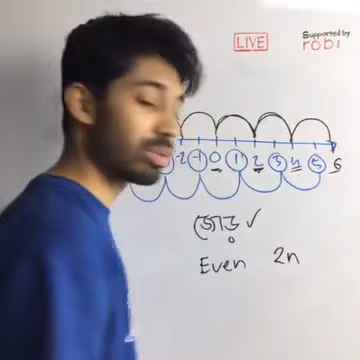 LIVE
Supported by
robi
-2 -1 0 1 2 3 4 5 6
জোড় ✓
Even 2n